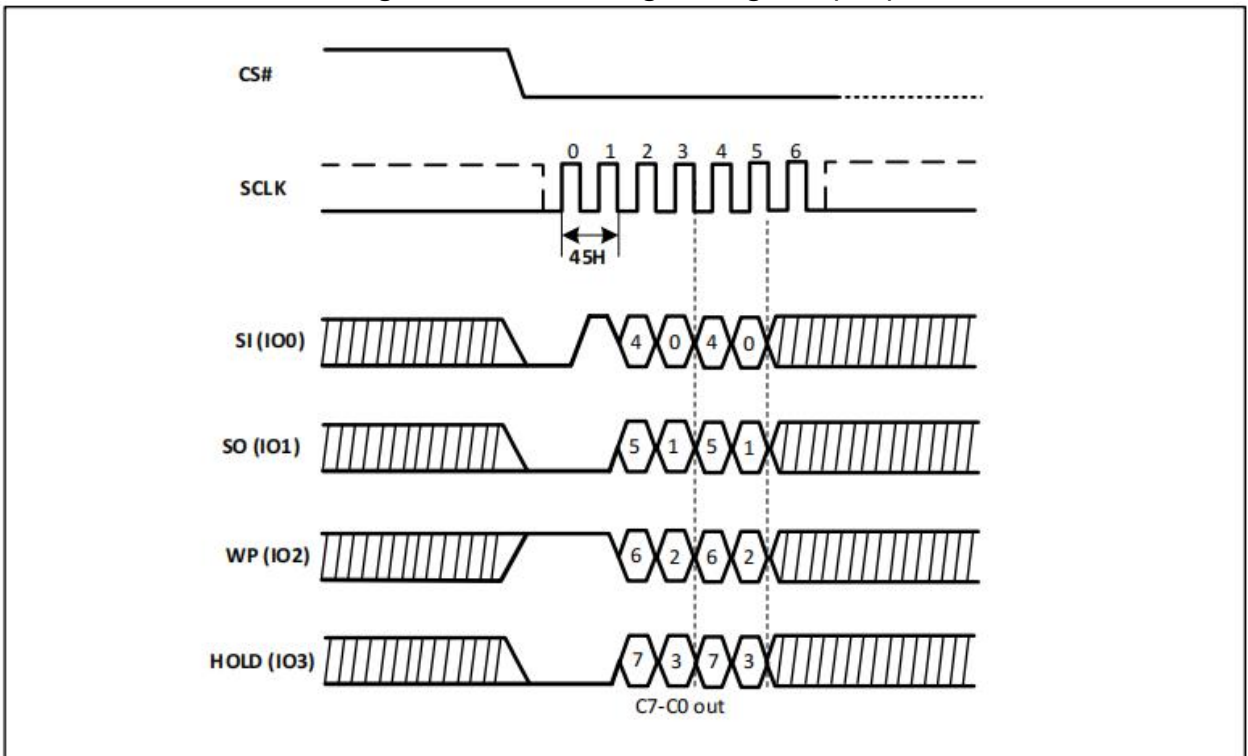 CS#
0 1 2 3 4 5 6
SCLK
45H
SI (IO0) 4 0 4 0
SO (IO1) 5 1 5 1
WP (IO2) 6 2 6 2
HOLD (IO3) 7 3 7 3
C7-C0 out